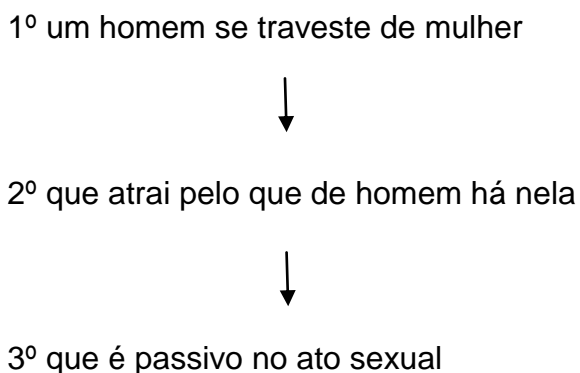 1º um homem se traveste de mulher
2º que atrai pelo que de homem há nela
3º que é passivo no ato sexual